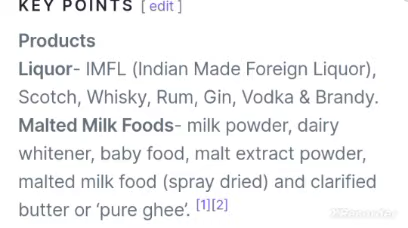 KEY POINTS [ edit ]
Products
Liquor- IMFL (Indian Made Foreign Liquor),
Scotch, Whisky, Rum, Gin, Vodka & Brandy.
Malted Milk Foods- milk powder, dairy
whitener, baby food, malt extract powder,
malted milk food (spray dried) and clarified
butter or ‘pure ghee’. [1][2]